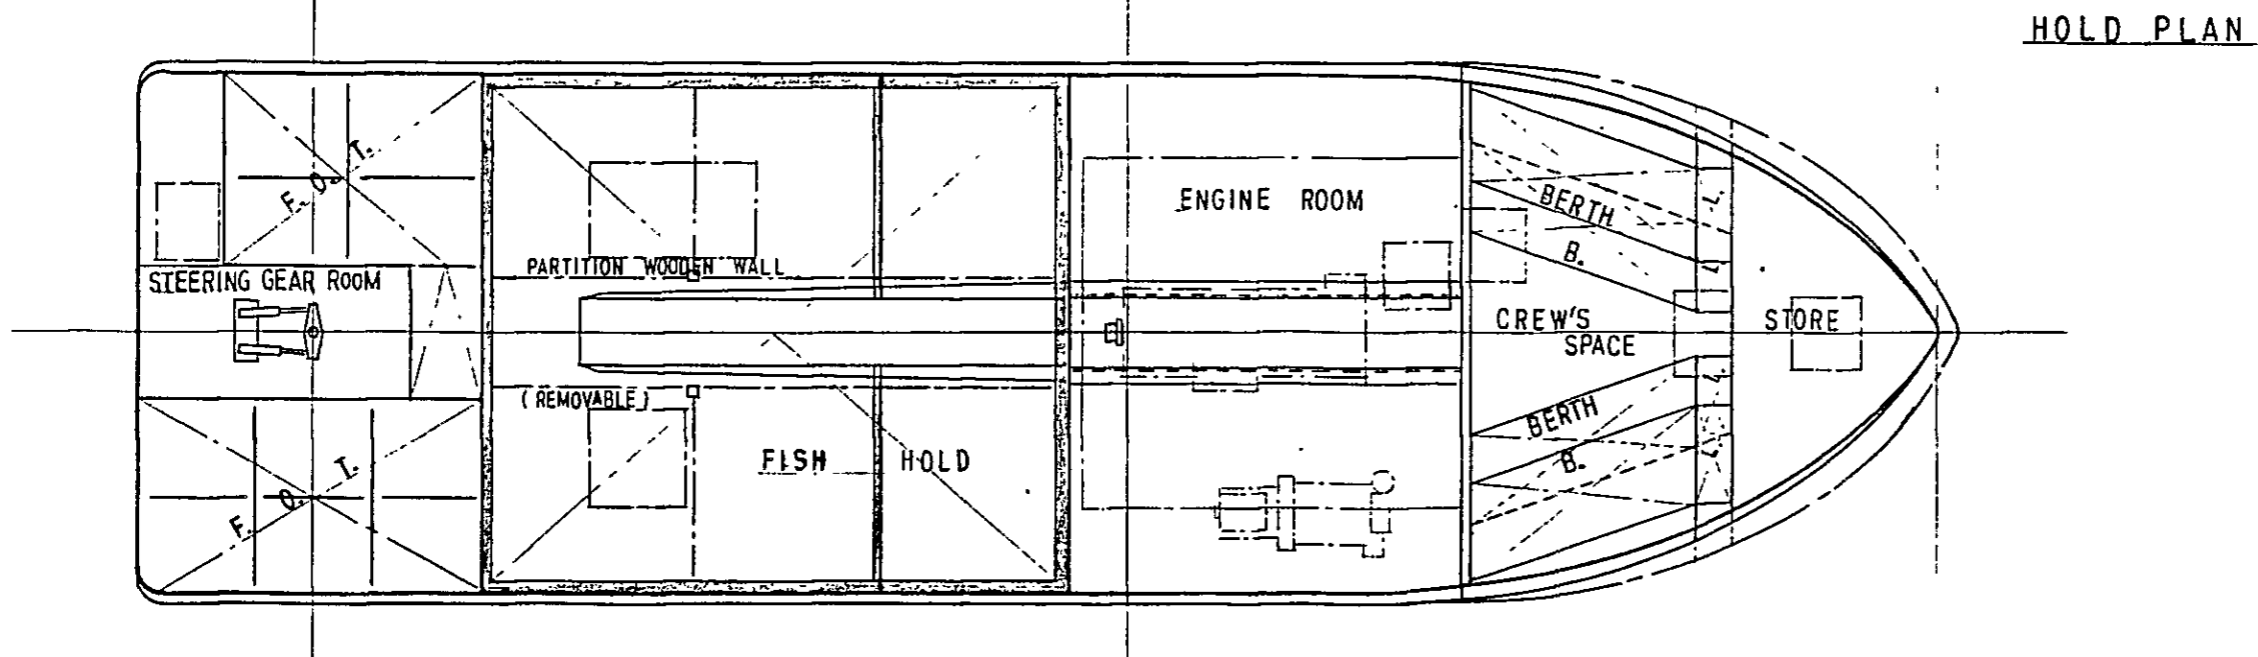 HOLD PLAN
F. O. T.
ENGINE ROOM
BERTH
L.
B.
L.
PARTITION WOODEN WALL
STEERING GEAR ROOM
CREW'S
SPACE
STORE
(REMOVABLE)
BERTH
L.
B.
L.
FISH HOLD
F. O. T.